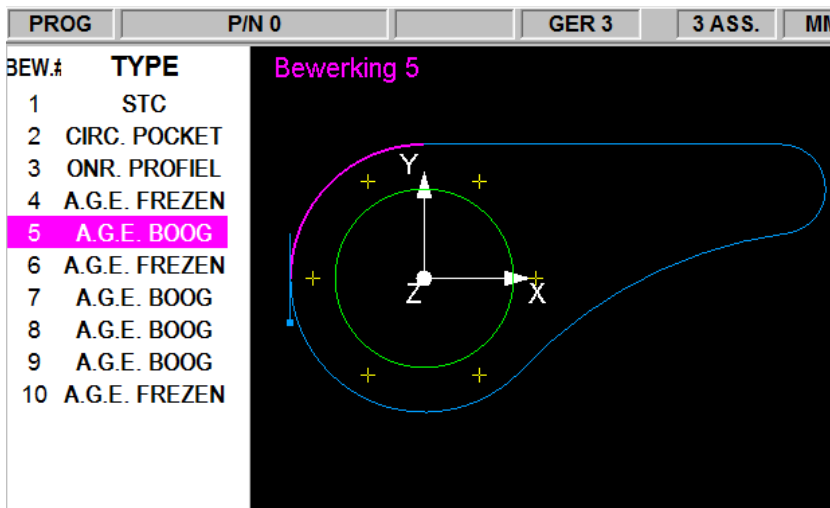 PROG P/N 0 GER 3 3 ASS. MM
BEW.# TYPE
Bewerking 5
1 STC
2 CIRC. POCKET
3 ONR. PROFIEL
4 A.G.E. FREZEN
5 A.G.E. BOOG
6 A.G.E. FREZEN
7 A.G.E. BOOG
8 A.G.E. BOOG
9 A.G.E. BOOG
10 A.G.E. FREZEN
Y
Z X